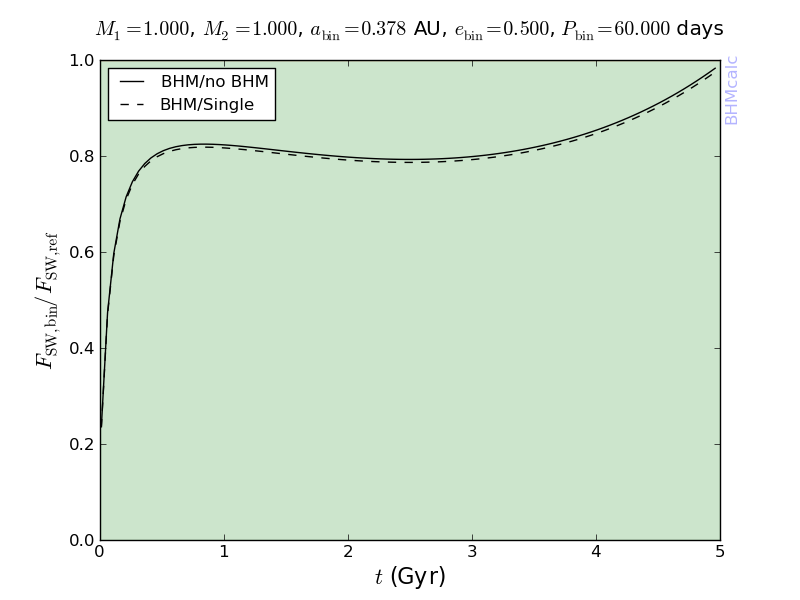 M1=1.000, M2=1.000, abin=0.378 AU, ebin=0.500, Pbin=60.000 days
BHM/no BHM
BHM/Single
BHMcalc
FSW,bin/FSW,ref
1.0
0.8
0.6
0.4
0.2
0.0
0 1 2 3 4 5
t (Gyr)